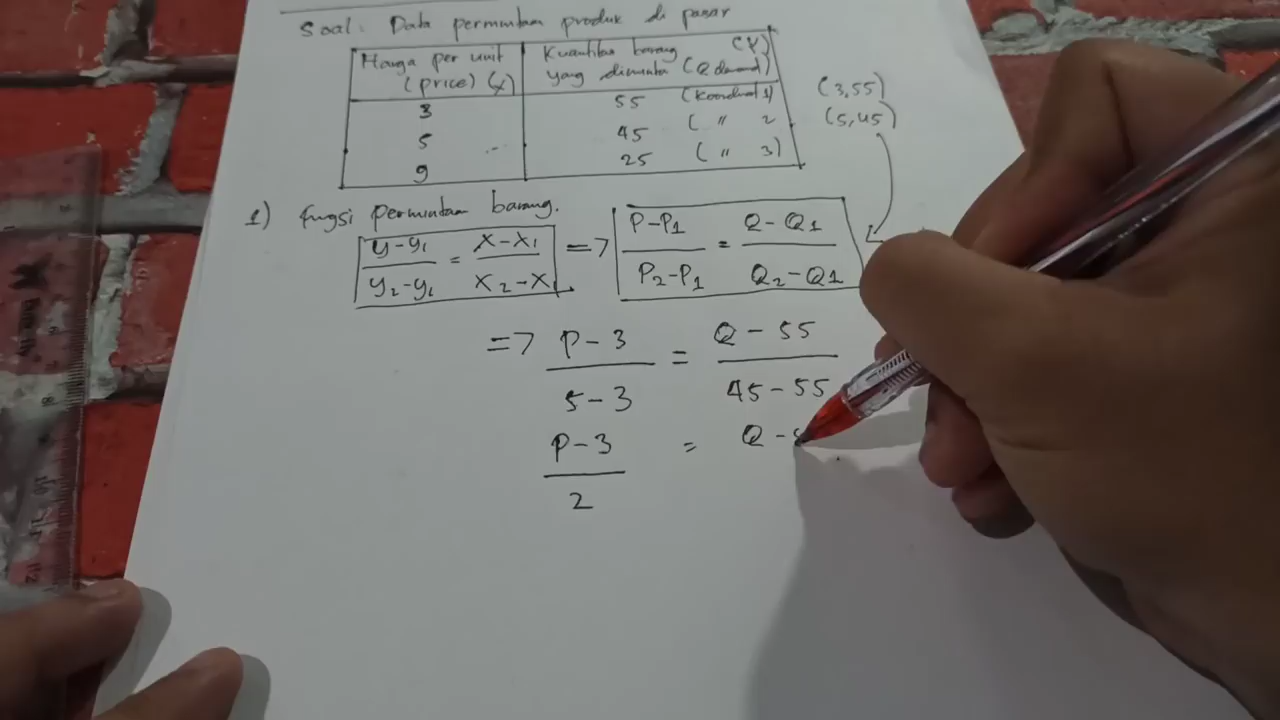 Soal : Data permintaan produk di pasar
Harga per unit (price) (x)
Kuantitas barang yang diminta (Q demand) (Y)
3 55 (koordinat 1)
5 45 ( " 2
9 25 ( " 3)
(3,55)
(5,45)
1) fungsi permintaan barang.
y-y1 / y2-y1 = x-x1 / x2-x => P-P1 / P2-P1 = Q-Q1 / Q2-Q1
=> P-3 / 5-3 = Q-55 / 45-55
P-3 / 2 = Q-